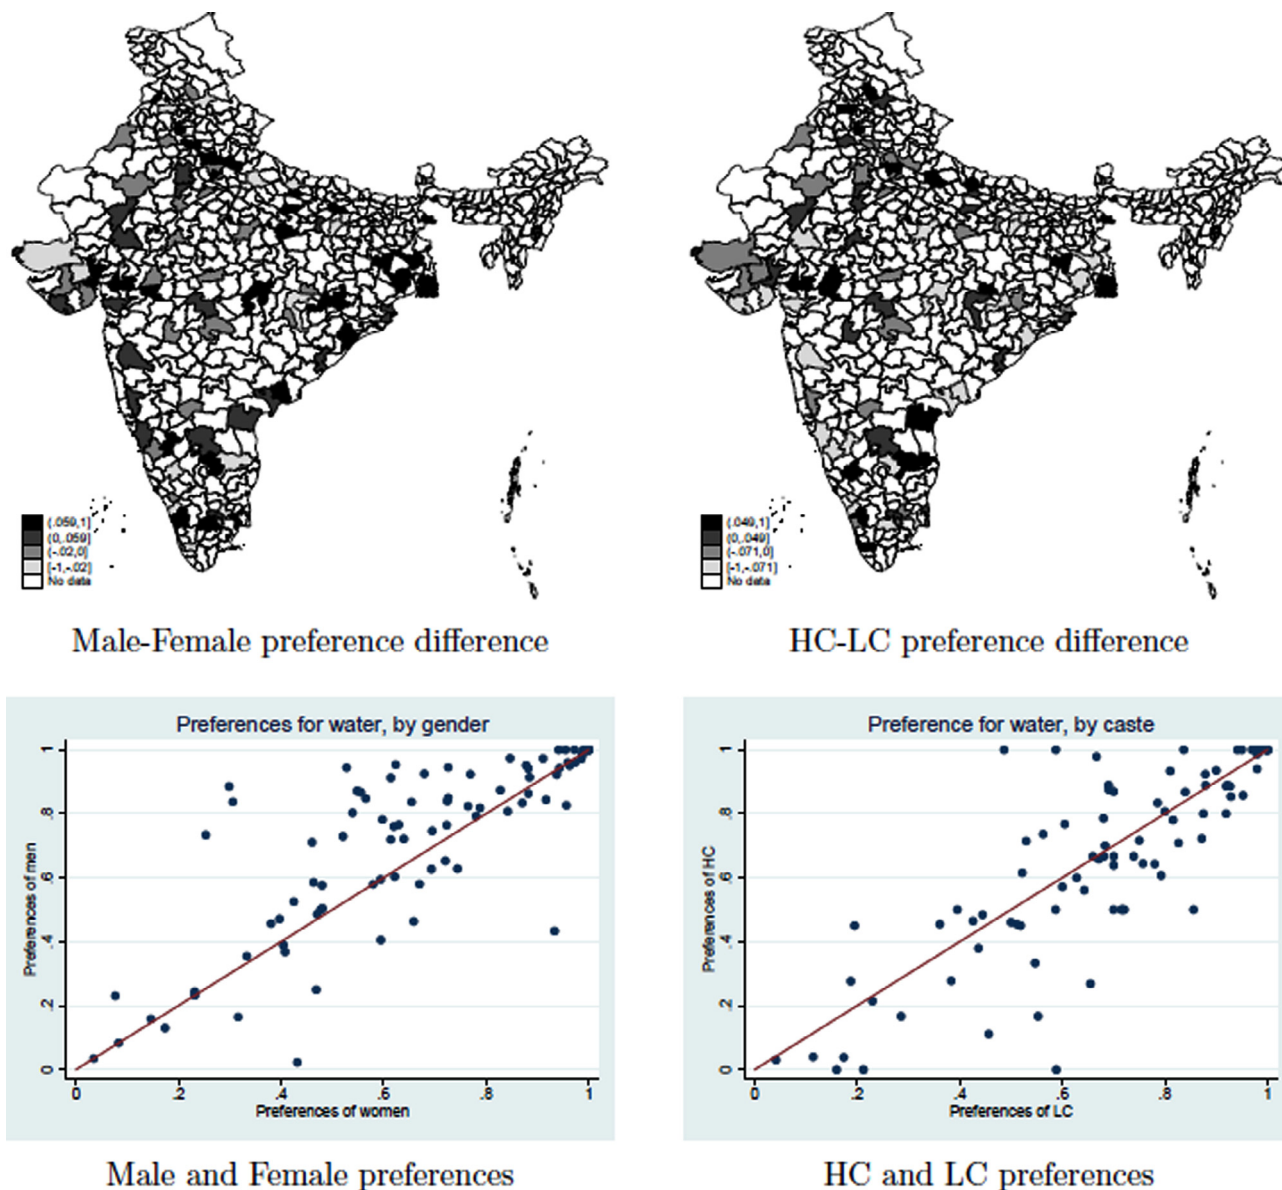 (.059,1]
(0,.059]
(-.02,0]
[-1,-.02]
No data
Male-Female preference difference
(.049,1]
(0,.049]
(-.071,0]
[-1,-.071]
No data
HC-LC preference difference
Preferences for water, by gender
Preferences of men
1
.8
.6
.4
.2
0
0 .2 .4 .6 .8 1
Preferences of women
Male and Female preferences
Preference for water, by caste
Preferences of HC
1
.8
.6
.4
.2
0
0 .2 .4 .6 .8 1
Preferences of LC
HC and LC preferences